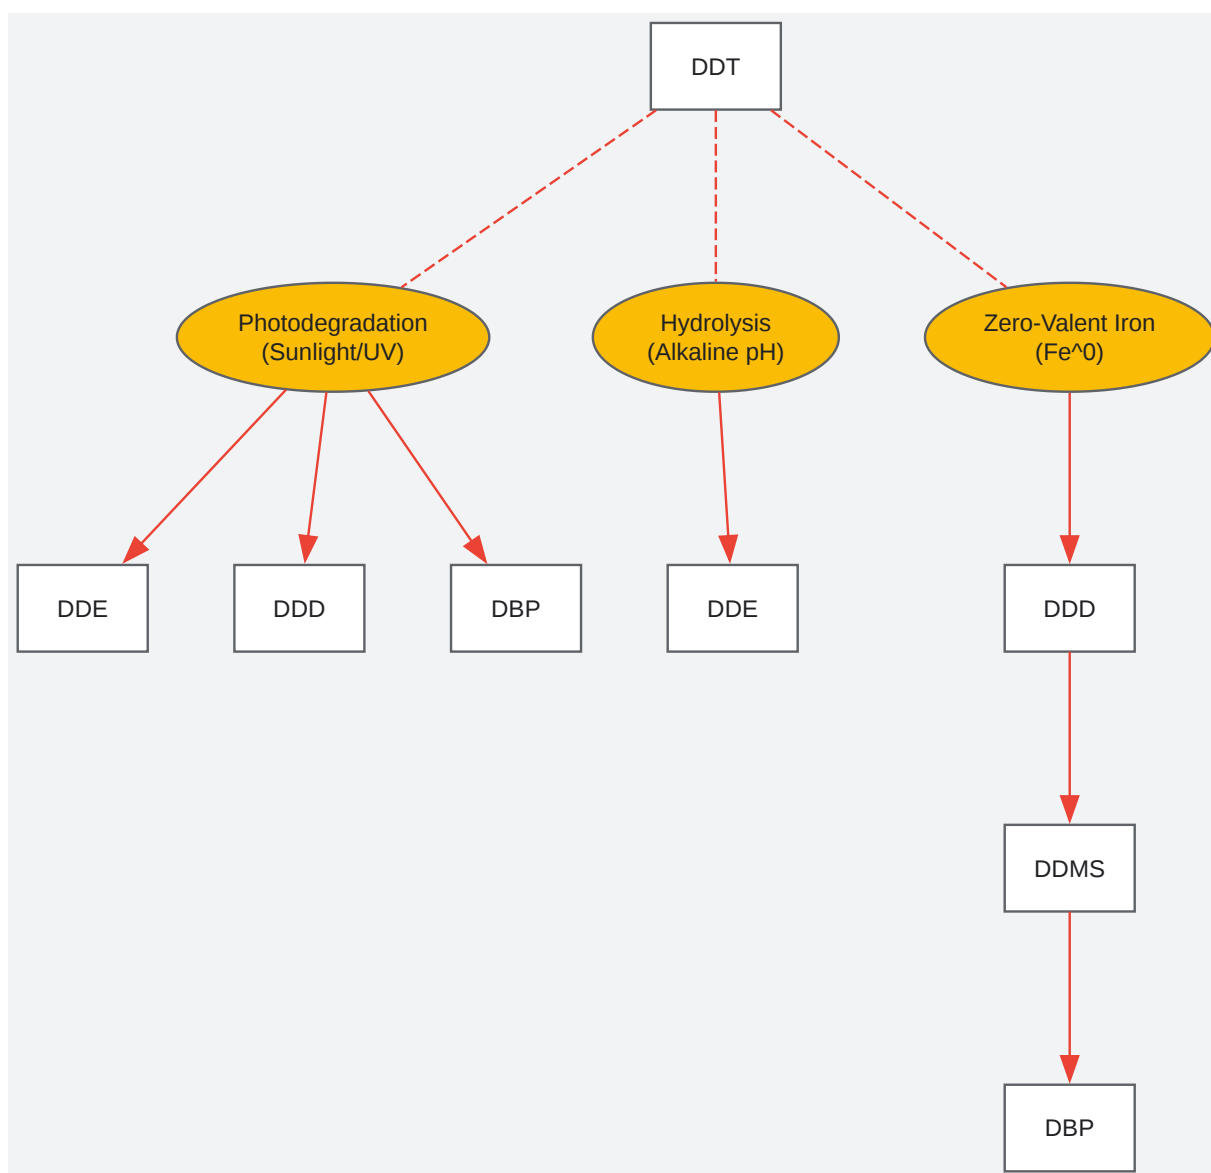 DDT
Photodegradation
(Sunlight/UV)
Hydrolysis
(Alkaline pH)
Zero-Valent Iron
(Fe^0)
DDE
DDD
DBP
DDE
DDD
DDMS
DBP